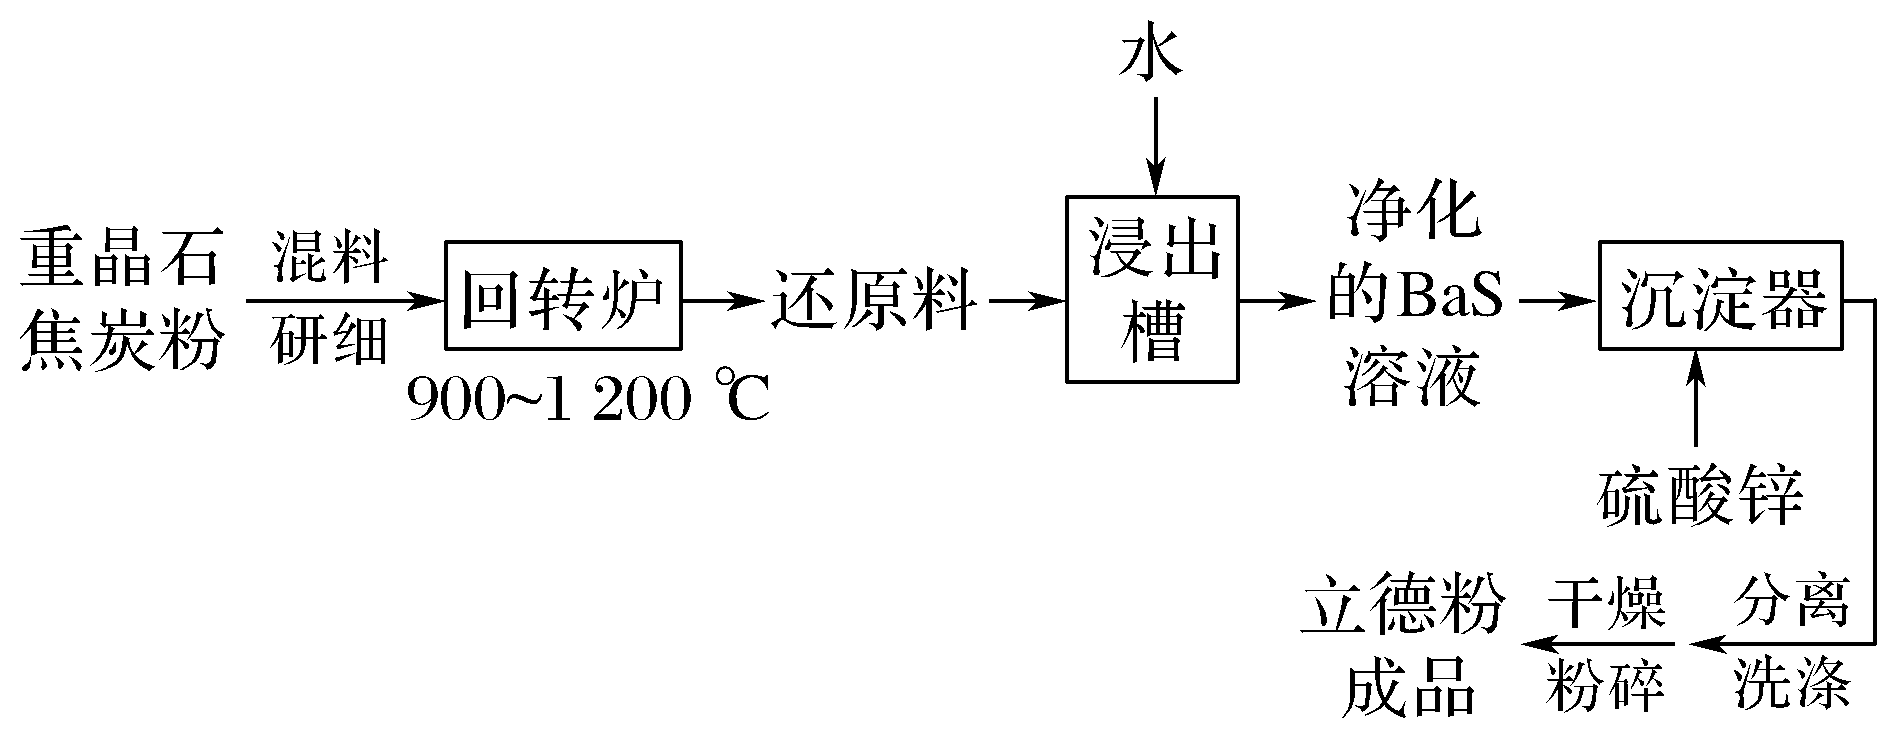 水
重晶石
焦炭粉
混料
研细
回转炉
900~1 200 ℃
还原料
浸出
槽
净化
的BaS
溶液
沉淀器
硫酸锌
分离
洗涤
干燥
粉碎
立德粉
成品